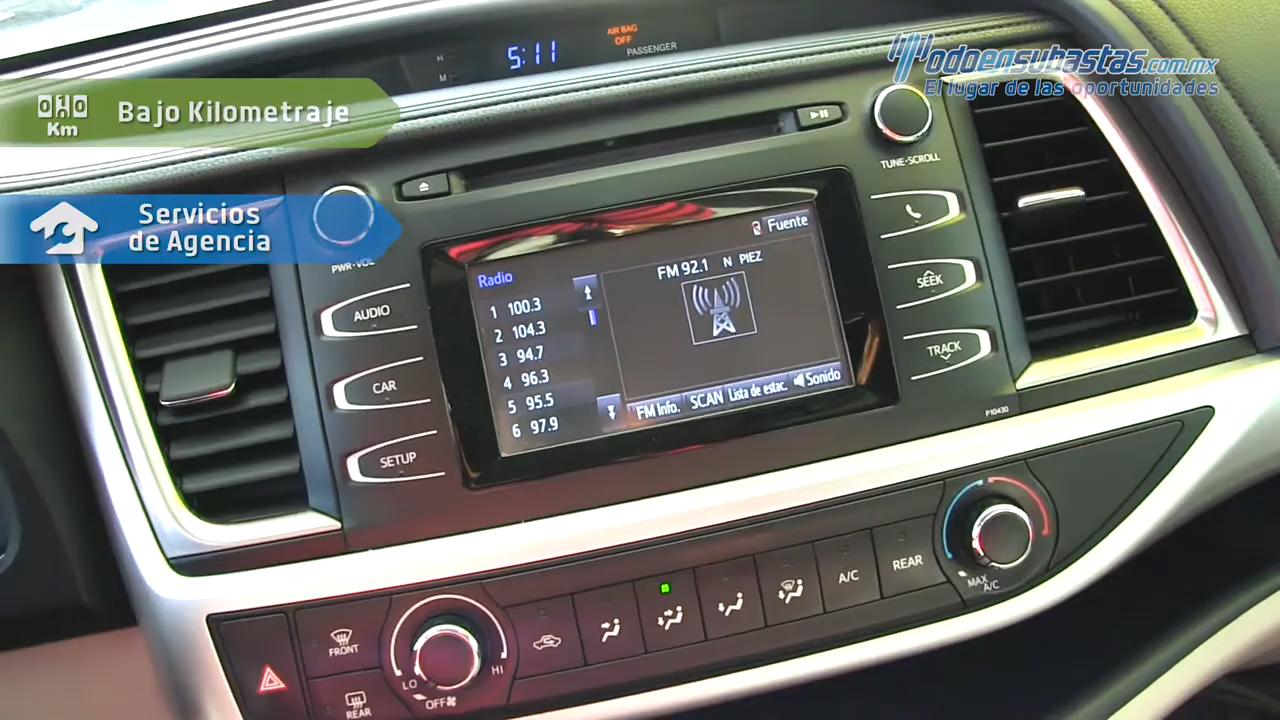 5:11
H
M
AIR BAG
OFF
PASSENGER
Todoensubastas.com.mx
El lugar de las oportunidades
Km
Bajo Kilometraje
Servicios
de Agencia
PWR·VOL
AUDIO
CAR
SETUP
TUNE·SCROLL
SEEK
TRACK
P10430
Radio
Fuente
FM 92.1 N PIEZ
1 100.3
2 104.3
3 94.7
4 96.3
5 95.5
6 97.9
FM Info.
SCAN
Lista de estac.
Sonido
FRONT
REAR
LO
OFF
HI
A/C
REAR
MAX
A/C